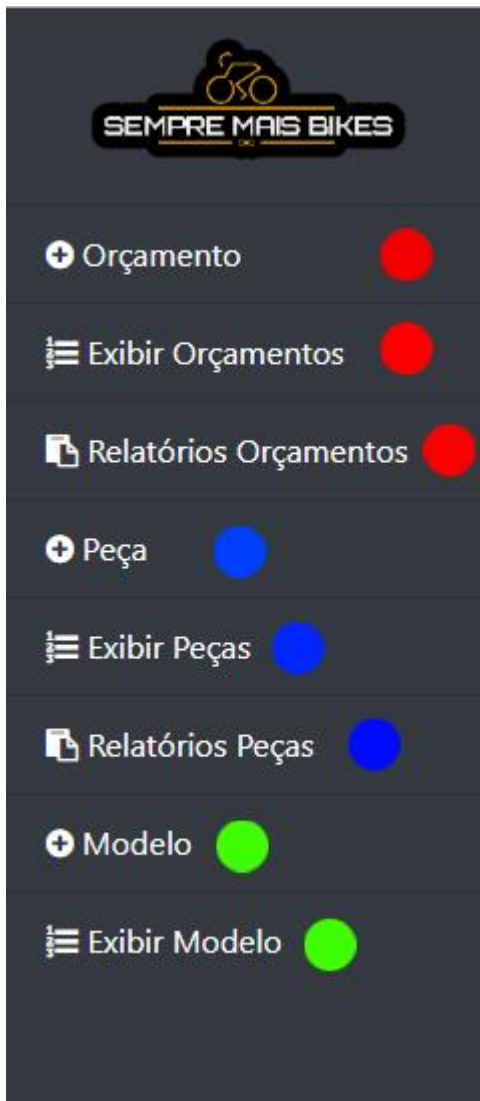 SEMPRE MAIS BIKES
Orçamento
Exibir Orçamentos
Relatórios Orçamentos
Peça
Exibir Peças
Relatórios Peças
Modelo
Exibir Modelo